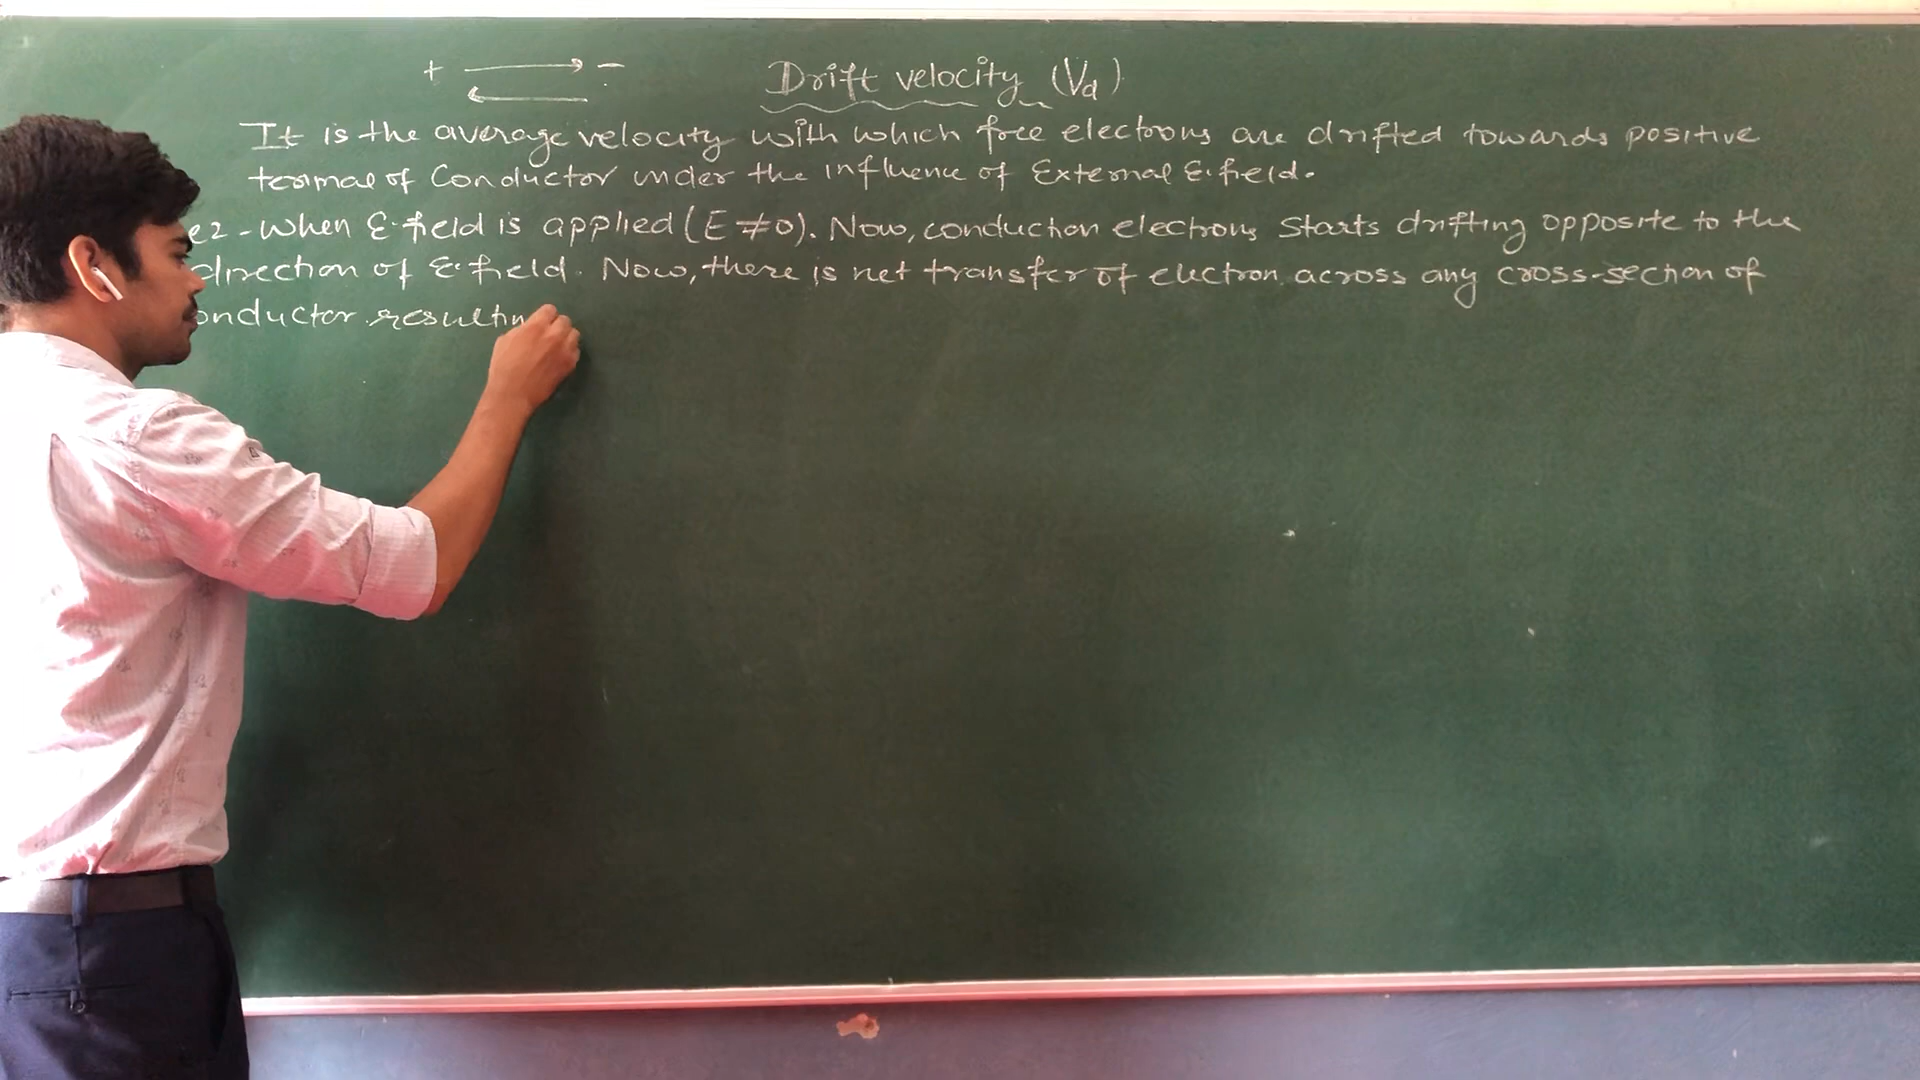 + -
Drift velocity (Vd)
It is the average velocity with which free electrons are drifted towards positive
terminal of Conductor under the influence of External E.field.
e2 - When E.field is applied (E ≠ 0). Now, conduction electrons Starts drifting opposite to the
direction of E.field. Now, there is net transfer of electron across any cross-section of
onductor resultin